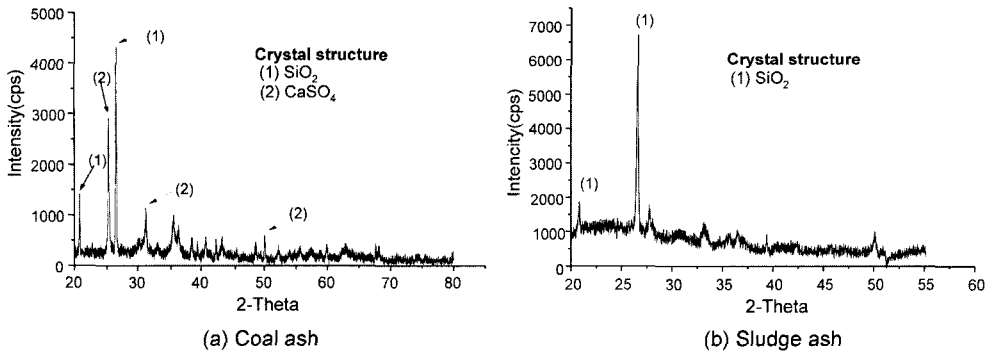 5000
4000
3000
2000
1000
0
Intensity(cps)
(1)
(2)
(1)
(2)
(2)
Crystal structure
(1) SiO₂
(2) CaSO₄
20 30 40 50 60 70 80
2-Theta
(a) Coal ash
7000
6000
5000
4000
3000
2000
1000
0
Intencity(cps)
(1)
(1)
Crystal structure
(1) SiO₂
20 25 30 35 40 45 50 55 60
2-Theta
(b) Sludge ash